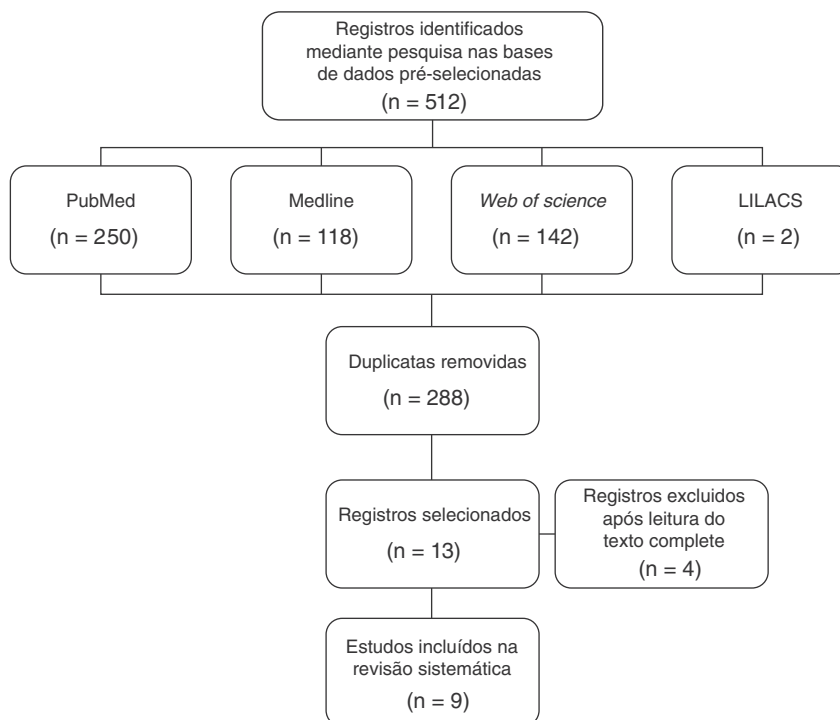 Registros identificados
mediante pesquisa nas bases
de dados pré-selecionadas
(n = 512)
PubMed
(n = 250)
Medline
(n = 118)
Web of science
(n = 142)
LILACS
(n = 2)
Duplicatas removidas
(n = 288)
Registros selecionados
(n = 13)
Registros excluidos
após leitura do
texto complete
(n = 4)
Estudos incluídos na
revisão sistemática
(n = 9)